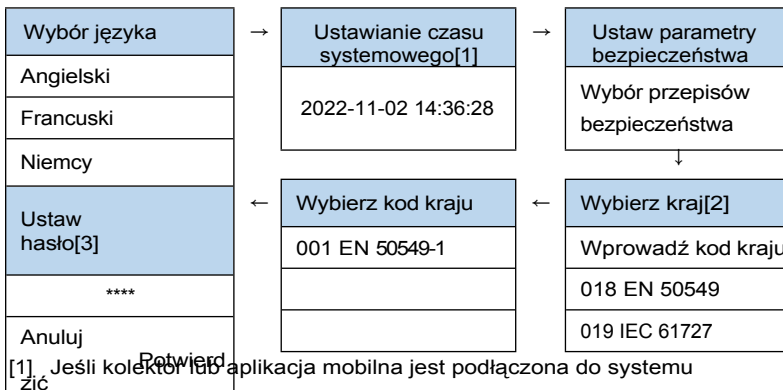 Wybór języka
→
Ustawianie czasu
systemowego[1]
→
Ustaw parametry
bezpieczeństwa
Angielski
Francuski
Niemcy
2022-11-02 14:36:28
Wybór przepisów
bezpieczeństwa
↓
Ustaw
hasło[3]
←
Wybierz kod kraju
←
Wybierz kraj[2]
001 EN 50549-1
Wprowadź kod kraju
018 EN 50549
019 IEC 61727
****
Anuluj
Potwierd
zić
[1] Jeśli kolektor lub aplikacja mobilna jest podłączona do systemu